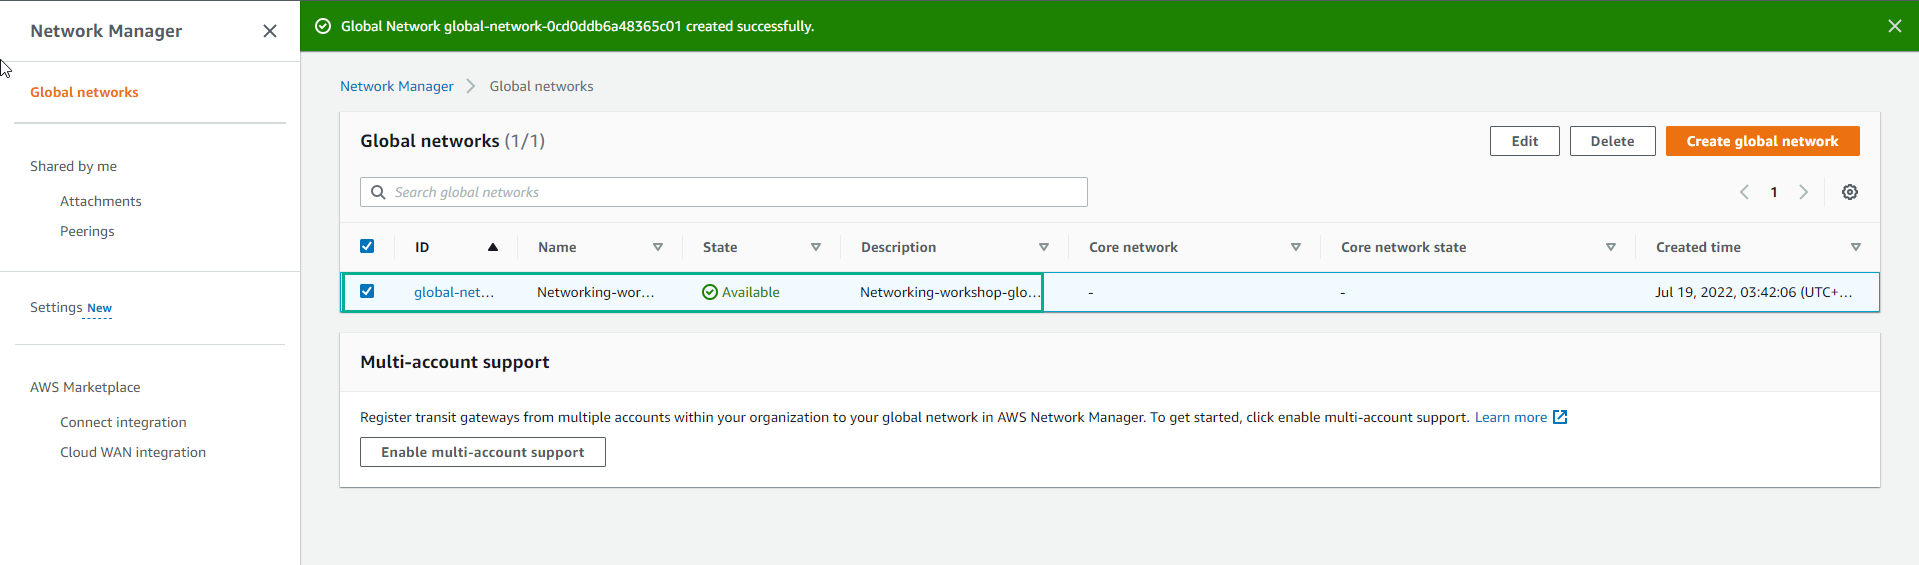 Network Manager
Global networks
Shared by me
Attachments
Peerings
Settings New
AWS Marketplace
Connect integration
Cloud WAN integration
Global Network global-network-0cd0ddb6a48365c01 created successfully.
Network Manager > Global networks
Global networks (1/1)
Edit Delete Create global network
Search global networks
1
ID Name State Description Core network Core network state Created time
global-net... Networking-wor... Available Networking-workshop-glo... - - Jul 19, 2022, 03:42:06 (UTC+...
Multi-account support
Register transit gateways from multiple accounts within your organization to your global network in AWS Network Manager. To get started, click enable multi-account support. Learn more
Enable multi-account support